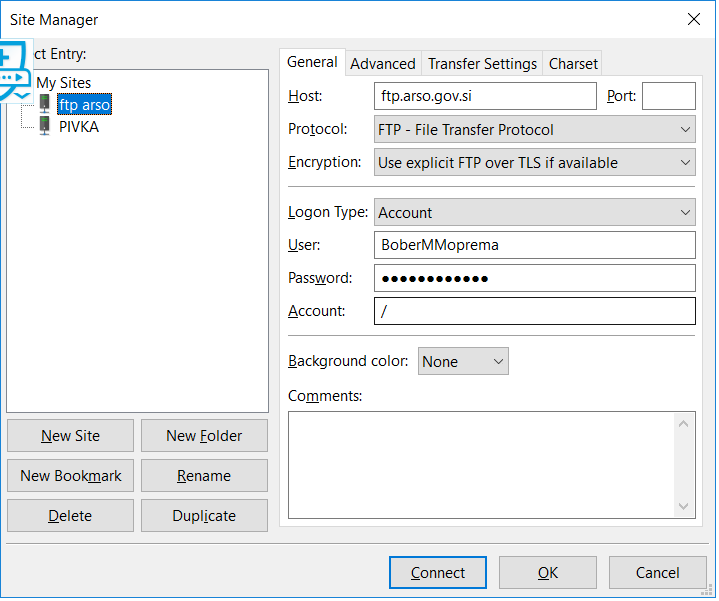 Site Manager
ct Entry:
My Sites
ftp arso
PIVKA
New Site
New Folder
New Bookmark
Rename
Delete
Duplicate
General
Advanced
Transfer Settings
Charset
Host:
ftp.arso.gov.si
Port:
Protocol:
FTP - File Transfer Protocol
Encryption:
Use explicit FTP over TLS if available
Logon Type:
Account
User:
BoberMMoprema
Password:
●●●●●●●●●●●●
Account:
/
Background color:
None
Comments:
Connect
OK
Cancel